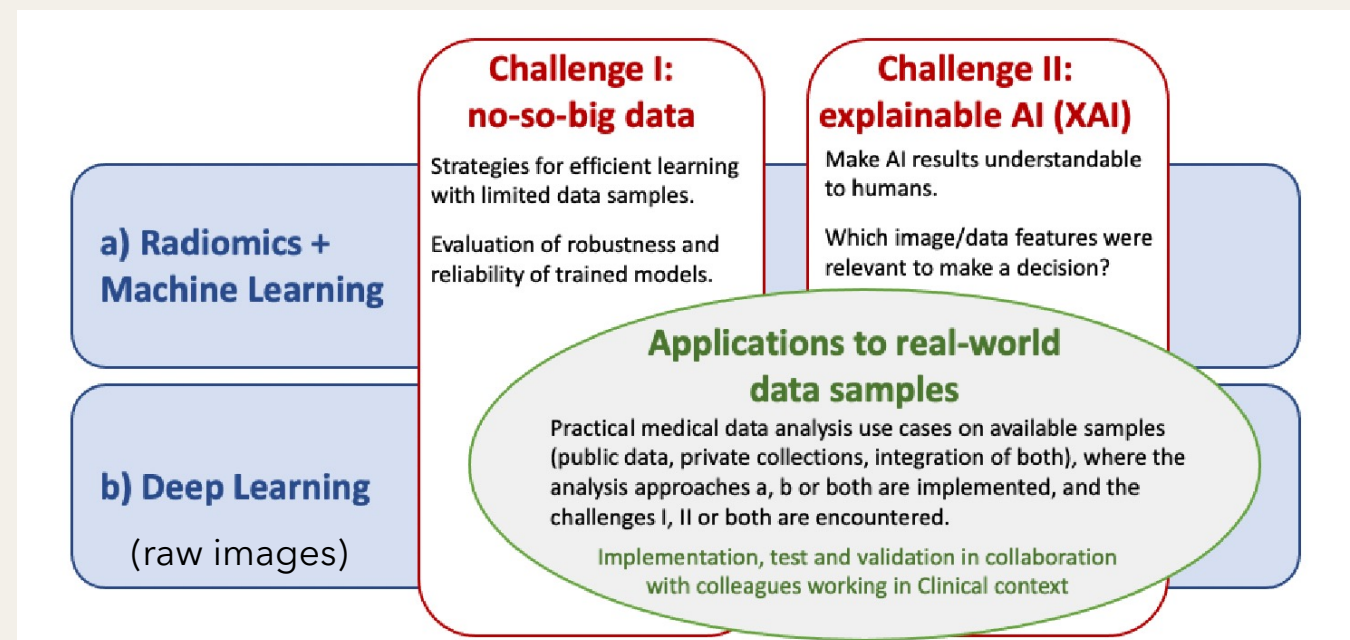 Challenge I:
no-so-big data
Strategies for efficient learning
with limited data samples.
Evaluation of robustness and
reliability of trained models.
Challenge II:
explainable AI (XAI)
Make AI results understandable
to humans.
Which image/data features were
relevant to make a decision?
a) Radiomics +
Machine Learning
b) Deep Learning
(raw images)
Applications to real-world
data samples
Practical medical data analysis use cases on available samples
(public data, private collections, integration of both), where the
analysis approaches a, b or both are implemented, and the
challenges I, II or both are encountered.
Implementation, test and validation in collaboration
with colleagues working in Clinical context